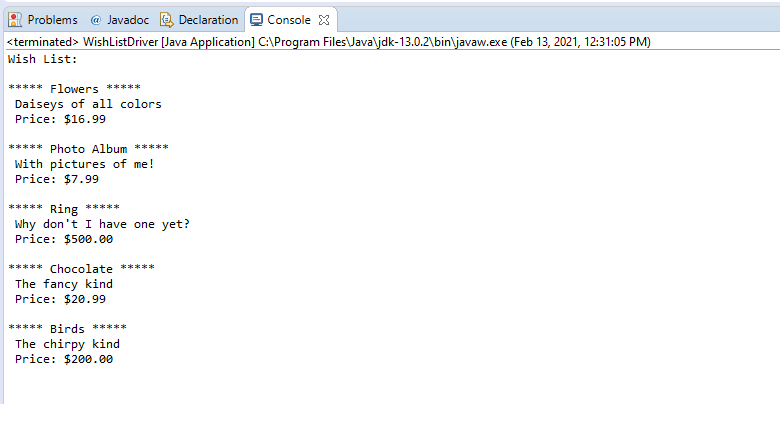 Problems @ Javadoc Declaration Console
<terminated> WishListDriver [Java Application] C:\Program Files\Java\jdk-13.0.2\bin\javaw.exe (Feb 13, 2021, 12:31:05 PM)
Wish List:
***** Flowers *****
Daiseys of all colors
Price: $16.99
***** Photo Album *****
With pictures of me!
Price: $7.99
***** Ring *****
Why don't I have one yet?
Price: $500.00
***** Chocolate *****
The fancy kind
Price: $20.99
***** Birds *****
The chirpy kind
Price: $200.00